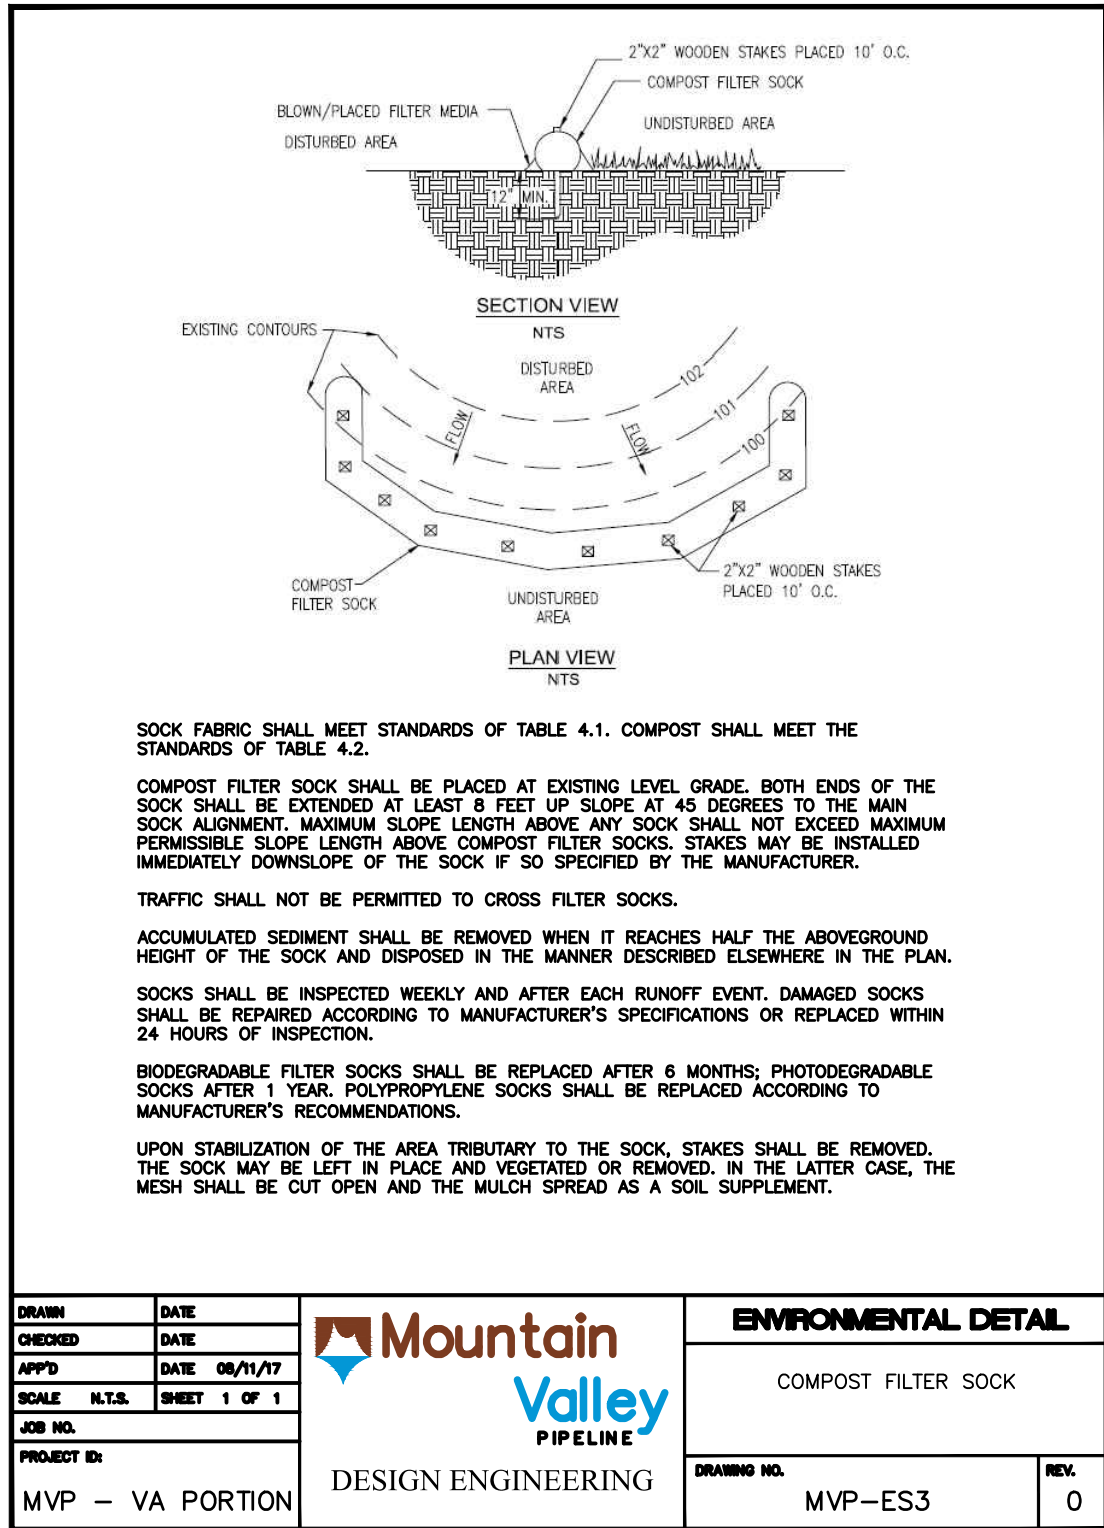 2"X2" WOODEN STAKES PLACED 10' O.C.
COMPOST FILTER SOCK
BLOWN/PLACED FILTER MEDIA
UNDISTURBED AREA
DISTURBED AREA
12" MIN.
SECTION VIEW
NTS
EXISTING CONTOURS
DISTURBED
AREA
102
101
100
FLOW
FLOW
COMPOST
FILTER SOCK
2"X2" WOODEN STAKES
PLACED 10' O.C.
UNDISTURBED
AREA
PLAN VIEW
NTS
SOCK FABRIC SHALL MEET STANDARDS OF TABLE 4.1. COMPOST SHALL MEET THE
STANDARDS OF TABLE 4.2.
COMPOST FILTER SOCK SHALL BE PLACED AT EXISTING LEVEL GRADE. BOTH ENDS OF THE
SOCK SHALL BE EXTENDED AT LEAST 8 FEET UP SLOPE AT 45 DEGREES TO THE MAIN
SOCK ALIGNMENT. MAXIMUM SLOPE LENGTH ABOVE ANY SOCK SHALL NOT EXCEED MAXIMUM
PERMISSIBLE SLOPE LENGTH ABOVE COMPOST FILTER SOCKS. STAKES MAY BE INSTALLED
IMMEDIATELY DOWNSLOPE OF THE SOCK IF SO SPECIFIED BY THE MANUFACTURER.
TRAFFIC SHALL NOT BE PERMITTED TO CROSS FILTER SOCKS.
ACCUMULATED SEDIMENT SHALL BE REMOVED WHEN IT REACHES HALF THE ABOVEGROUND
HEIGHT OF THE SOCK AND DISPOSED IN THE MANNER DESCRIBED ELSEWHERE IN THE PLAN.
SOCKS SHALL BE INSPECTED WEEKLY AND AFTER EACH RUNOFF EVENT. DAMAGED SOCKS
SHALL BE REPAIRED ACCORDING TO MANUFACTURER'S SPECIFICATIONS OR REPLACED WITHIN
24 HOURS OF INSPECTION.
BIODEGRADABLE FILTER SOCKS SHALL BE REPLACED AFTER 6 MONTHS; PHOTODEGRADABLE
SOCKS AFTER 1 YEAR. POLYPROPYLENE SOCKS SHALL BE REPLACED ACCORDING TO
MANUFACTURER'S RECOMMENDATIONS.
UPON STABILIZATION OF THE AREA TRIBUTARY TO THE SOCK, STAKES SHALL BE REMOVED.
THE SOCK MAY BE LEFT IN PLACE AND VEGETATED OR REMOVED. IN THE LATTER CASE, THE
MESH SHALL BE CUT OPEN AND THE MULCH SPREAD AS A SOIL SUPPLEMENT.
DRAWN DATE
CHECKED DATE
APP'D DATE 08/11/17
SCALE N.T.S. SHEET 1 OF 1
JOB NO.
PROJECT ID:
MVP - VA PORTION
Mountain
Valley
PIPELINE
DESIGN ENGINEERING
ENVIRONMENTAL DETAIL
COMPOST FILTER SOCK
DRAWING NO.
MVP-ES3
REV.
0